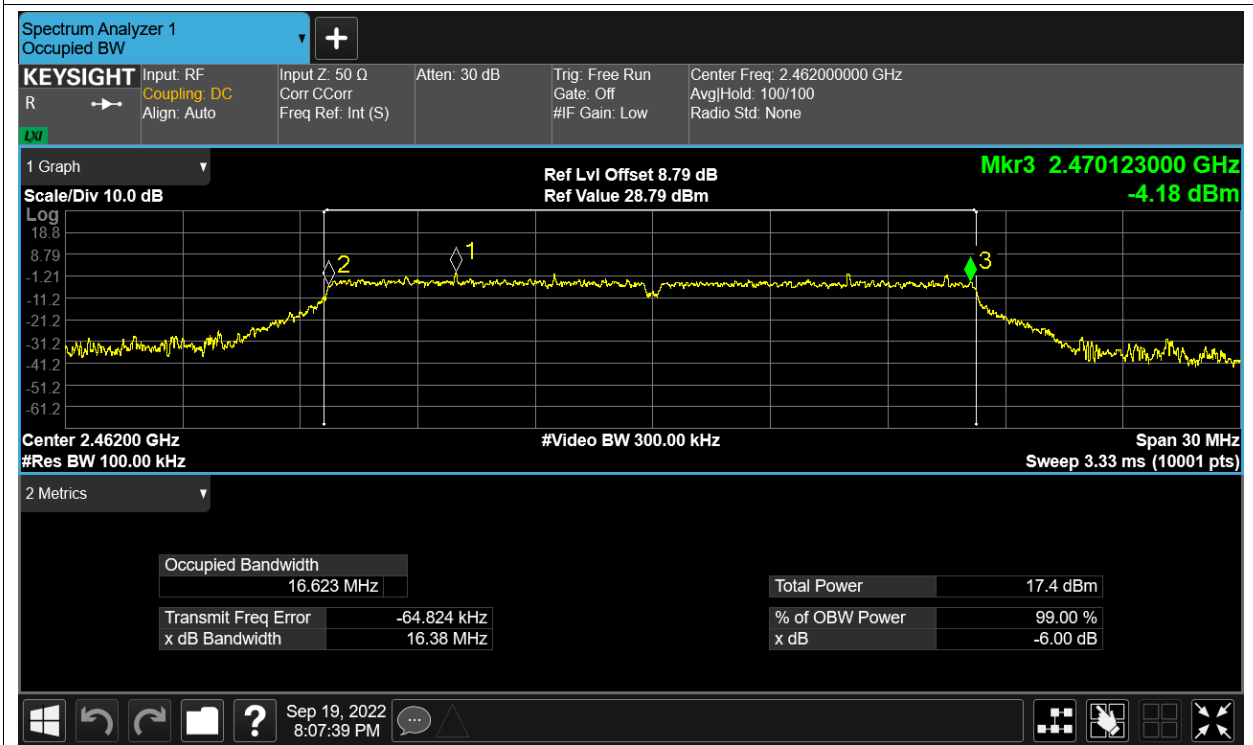 Spectrum Analyzer 1
Occupied BW
KEYSIGHT
R
LXI
Input: RF
Coupling: DC
Align: Auto
Input Z: 50 Ω
Corr CCorr
Freq Ref: Int (S)
Atten: 30 dB
Trig: Free Run
Gate: Off
#IF Gain: Low
Center Freq: 2.462000000 GHz
Avg|Hold: 100/100
Radio Std: None
1 Graph
Scale/Div 10.0 dB
Ref Lvl Offset 8.79 dB
Ref Value 28.79 dBm
Mkr3 2.470123000 GHz
-4.18 dBm
Log
18.8
8.79
-1.21
-11.2
-21.2
-31.2
-41.2
-51.2
-61.2
2
1
3
Center 2.46200 GHz
#Res BW 100.00 kHz
#Video BW 300.00 kHz
Span 30 MHz
Sweep 3.33 ms (10001 pts)
2 Metrics
Occupied Bandwidth
16.623 MHz
Transmit Freq Error -64.824 kHz
x dB Bandwidth 16.38 MHz
Total Power 17.4 dBm
% of OBW Power 99.00 %
x dB -6.00 dB
?
Sep 19, 2022
8:07:39 PM